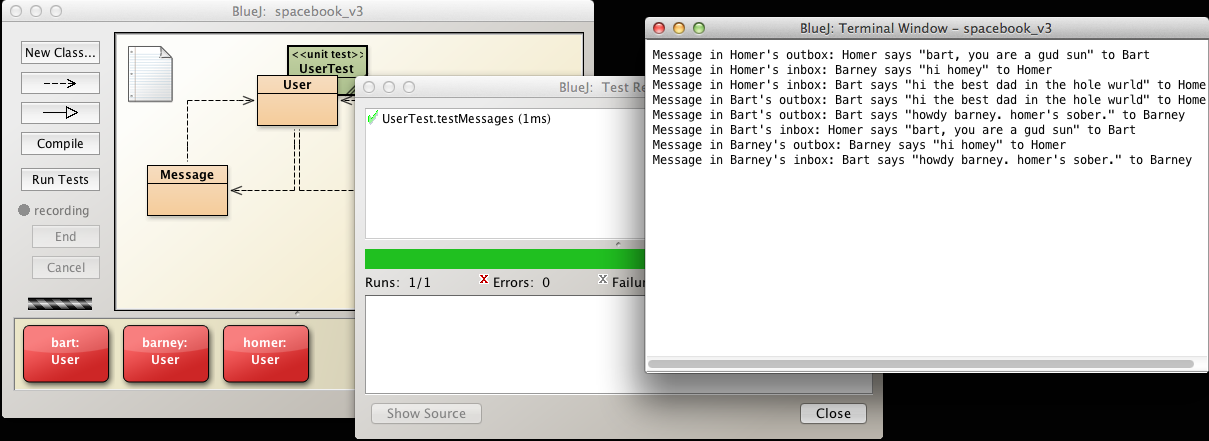 BlueJ: spacebook_v3
New Class...
Compile
Run Tests
recording
End
Cancel
<<unit test>>
UserTest
User
Message
bart:
User
barney:
User
homer:
User
BlueJ: Test Re
UserTest.testMessages (1ms)
Runs: 1/1
X Errors: 0
X Failu
Show Source
Close
BlueJ: Terminal Window - spacebook_v3
Message in Homer's outbox: Homer says "bart, you are a gud sun" to Bart
Message in Homer's inbox: Barney says "hi homey" to Homer
Message in Homer's inbox: Bart says "hi the best dad in the hole wurld" to Home
Message in Bart's outbox: Bart says "hi the best dad in the hole wurld" to Home
Message in Bart's outbox: Bart says "howdy barney. homer's sober." to Barney
Message in Bart's inbox: Homer says "bart, you are a gud sun" to Bart
Message in Barney's outbox: Barney says "hi homey" to Homer
Message in Barney's inbox: Bart says "howdy barney. homer's sober." to Barney